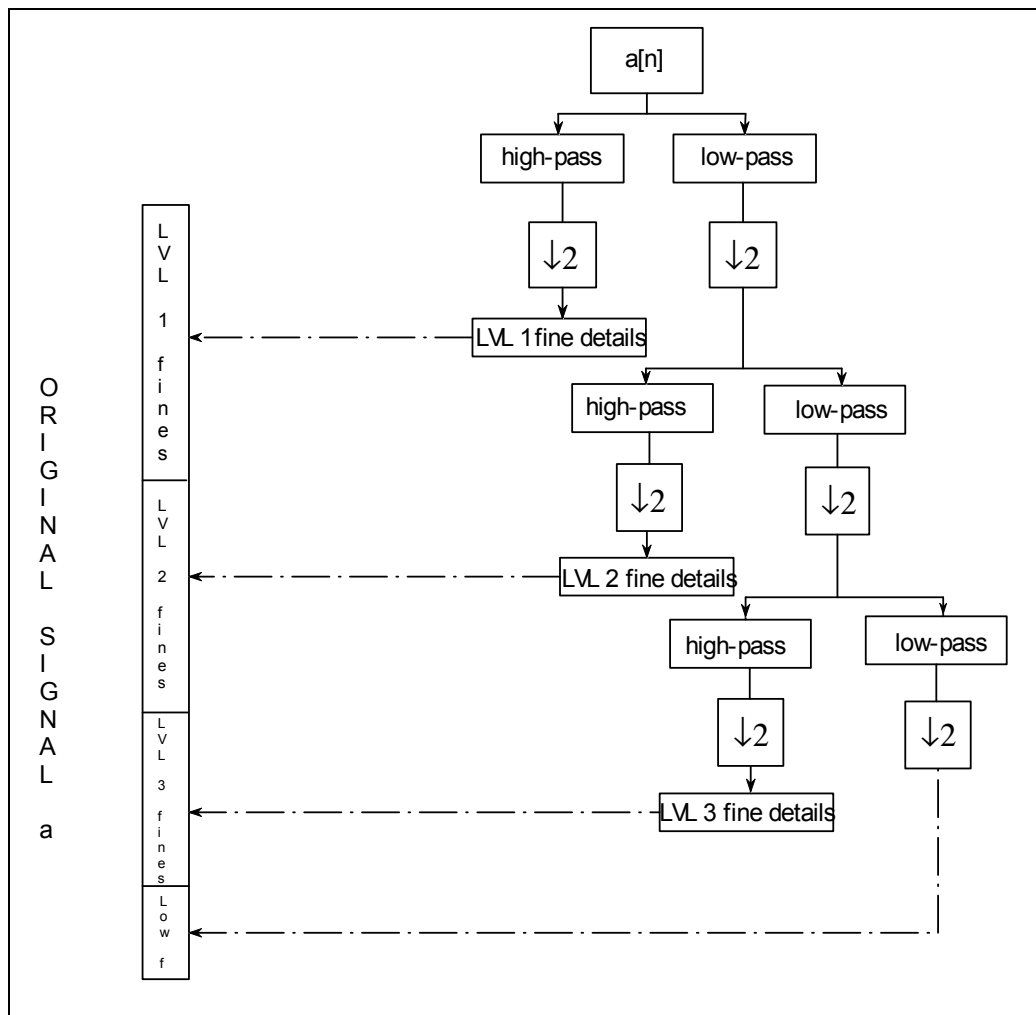 a[n]
high-pass
low-pass
↓2
↓2
LVL 1 fine details
high-pass
low-pass
↓2
↓2
LVL 2 fine details
high-pass
low-pass
↓2
↓2
LVL 3 fine details
ORIGINAL SIGNAL a
LVL 1 fines
LVL 2 fines
LVL 3 fines
Low f